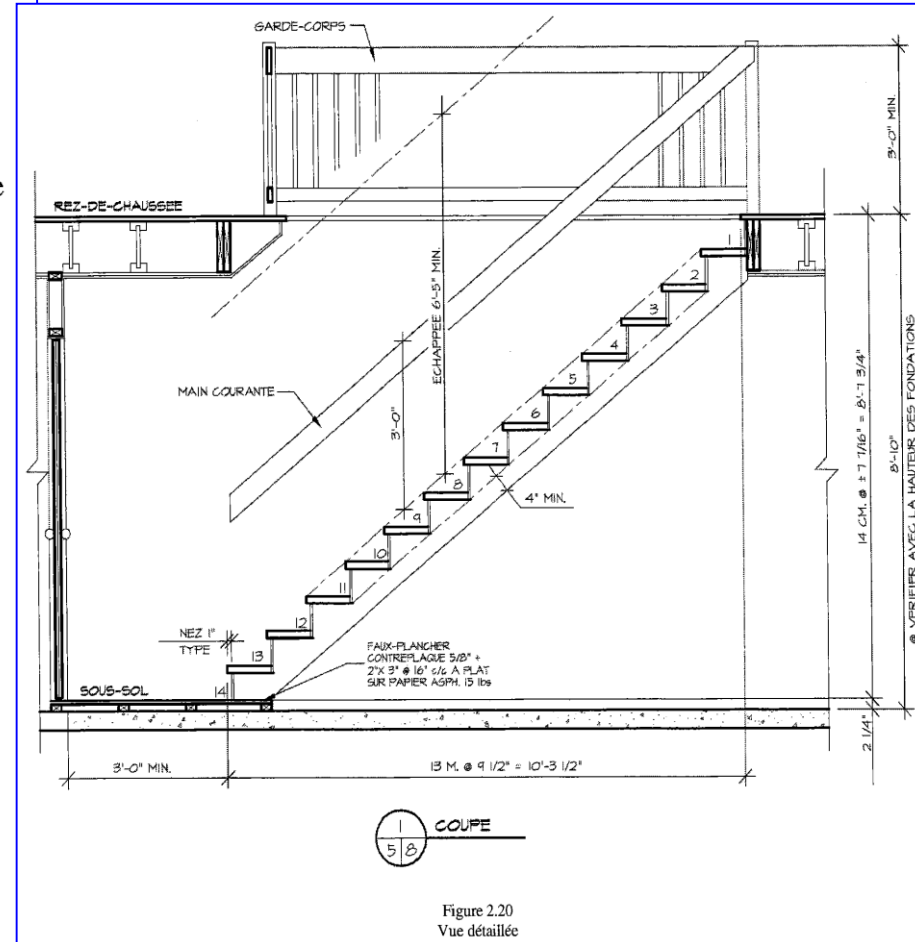 GARDE-CORPS
3'-0" MIN.
e
REZ-DE-CHAUSSEE
ECHAPPEE 6'-5" MIN.
MAIN COURANTE
3'-0"
1
2
3
4
5
6
7
8
4" MIN.
9
10
11
12
13
14
NEZ 1"
TYPE
FAUX-PLANCHER
CONTREPLAQUE 5/8" +
2"X 3" @ 16" c/c A PLAT
SUR PAPIER ASPH. 15 lbs
SOUS-SOL
14 CM. @ ± 7 7/16" = 8'-7 3/4"
8'-10"
@ VERIFIER AVEC LA HAUTEUR DES FONDATIONS
2 1/4"
3'-0" MIN.
13 M. @ 9 1/2" = 10'-3 1/2"
1
5 8
COUPE
Figure 2.20
Vue détaillée